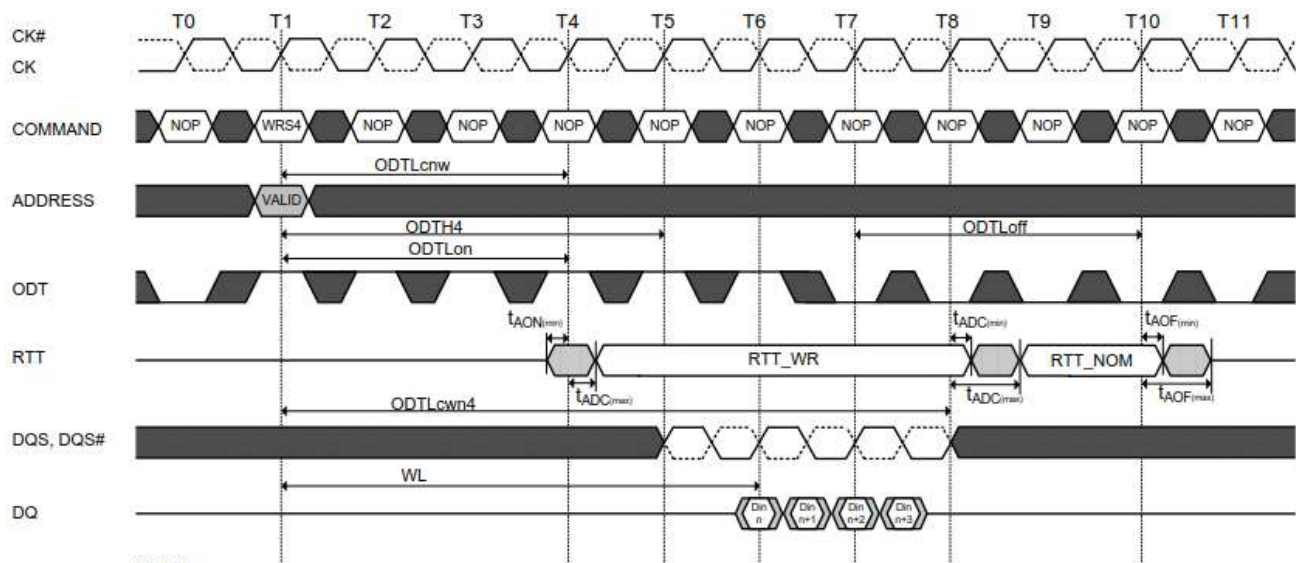 T0 T1 T2 T3 T4 T5 T6 T7 T8 T9 T10 T11
CK#
CK
COMMAND NOP WRS4 NOP NOP NOP NOP NOP NOP NOP NOP NOP NOP
ODTLcnw
ADDRESS VALID
ODTH4 ODTLoff
ODTLon
ODT
tAON(min) tADC(min) tAOF(min)
RTT RTT_WR RTT_NOM
tADC(max) tADC(max) tAOF(max)
ODTLcwn4
DQS, DQS#
WL
DQ Din n Din n+1 Din n+2 Din n+3